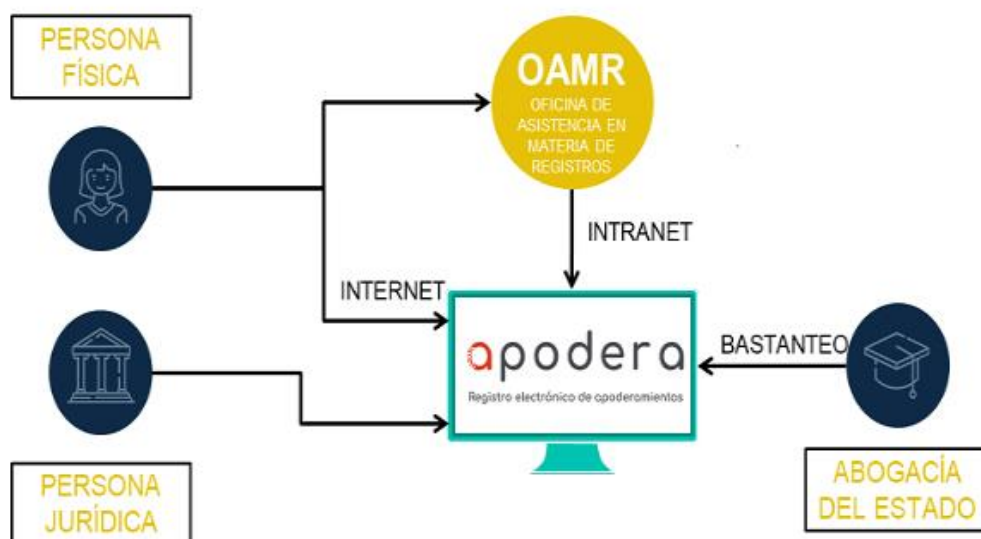 PERSONA
FÍSICA
OAMR
OFICINA DE
ASISTENCIA EN
MATERIA DE
REGISTROS
INTRANET
INTERNET
apodera
Registro electrónico de apoderamientos
BASTANTEO
PERSONA
JURÍDICA
ABOGACÍA
DEL ESTADO